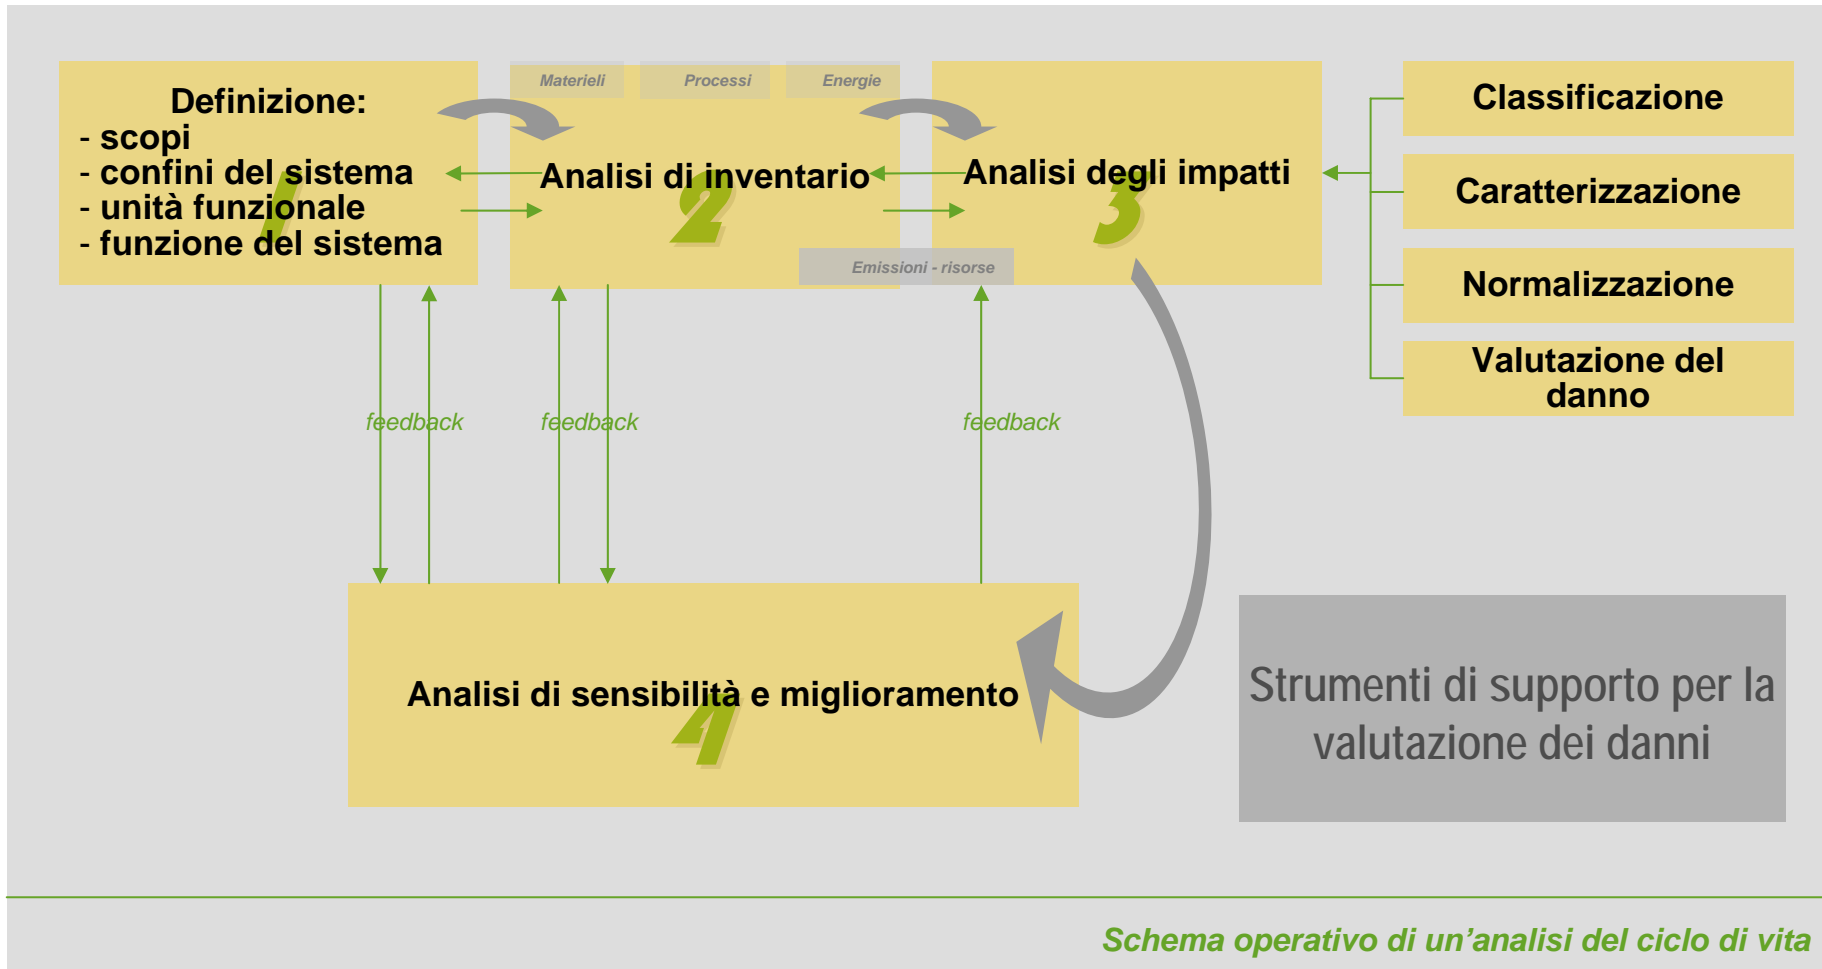 Definizione:
- scopi
- confini del sistema
- unità funzionale
- funzione del sistema
1
Materieli
Processi
Energie
Analisi di inventario
2
Analisi degli impatti
3
Emissioni - risorse
Classificazione
Caratterizzazione
Normalizzazione
Valutazione del
danno
feedback
feedback
feedback
Analisi di sensibilità e miglioramento
4
Strumenti di supporto per la
valutazione dei danni
Schema operativo di un’analisi del ciclo di vita